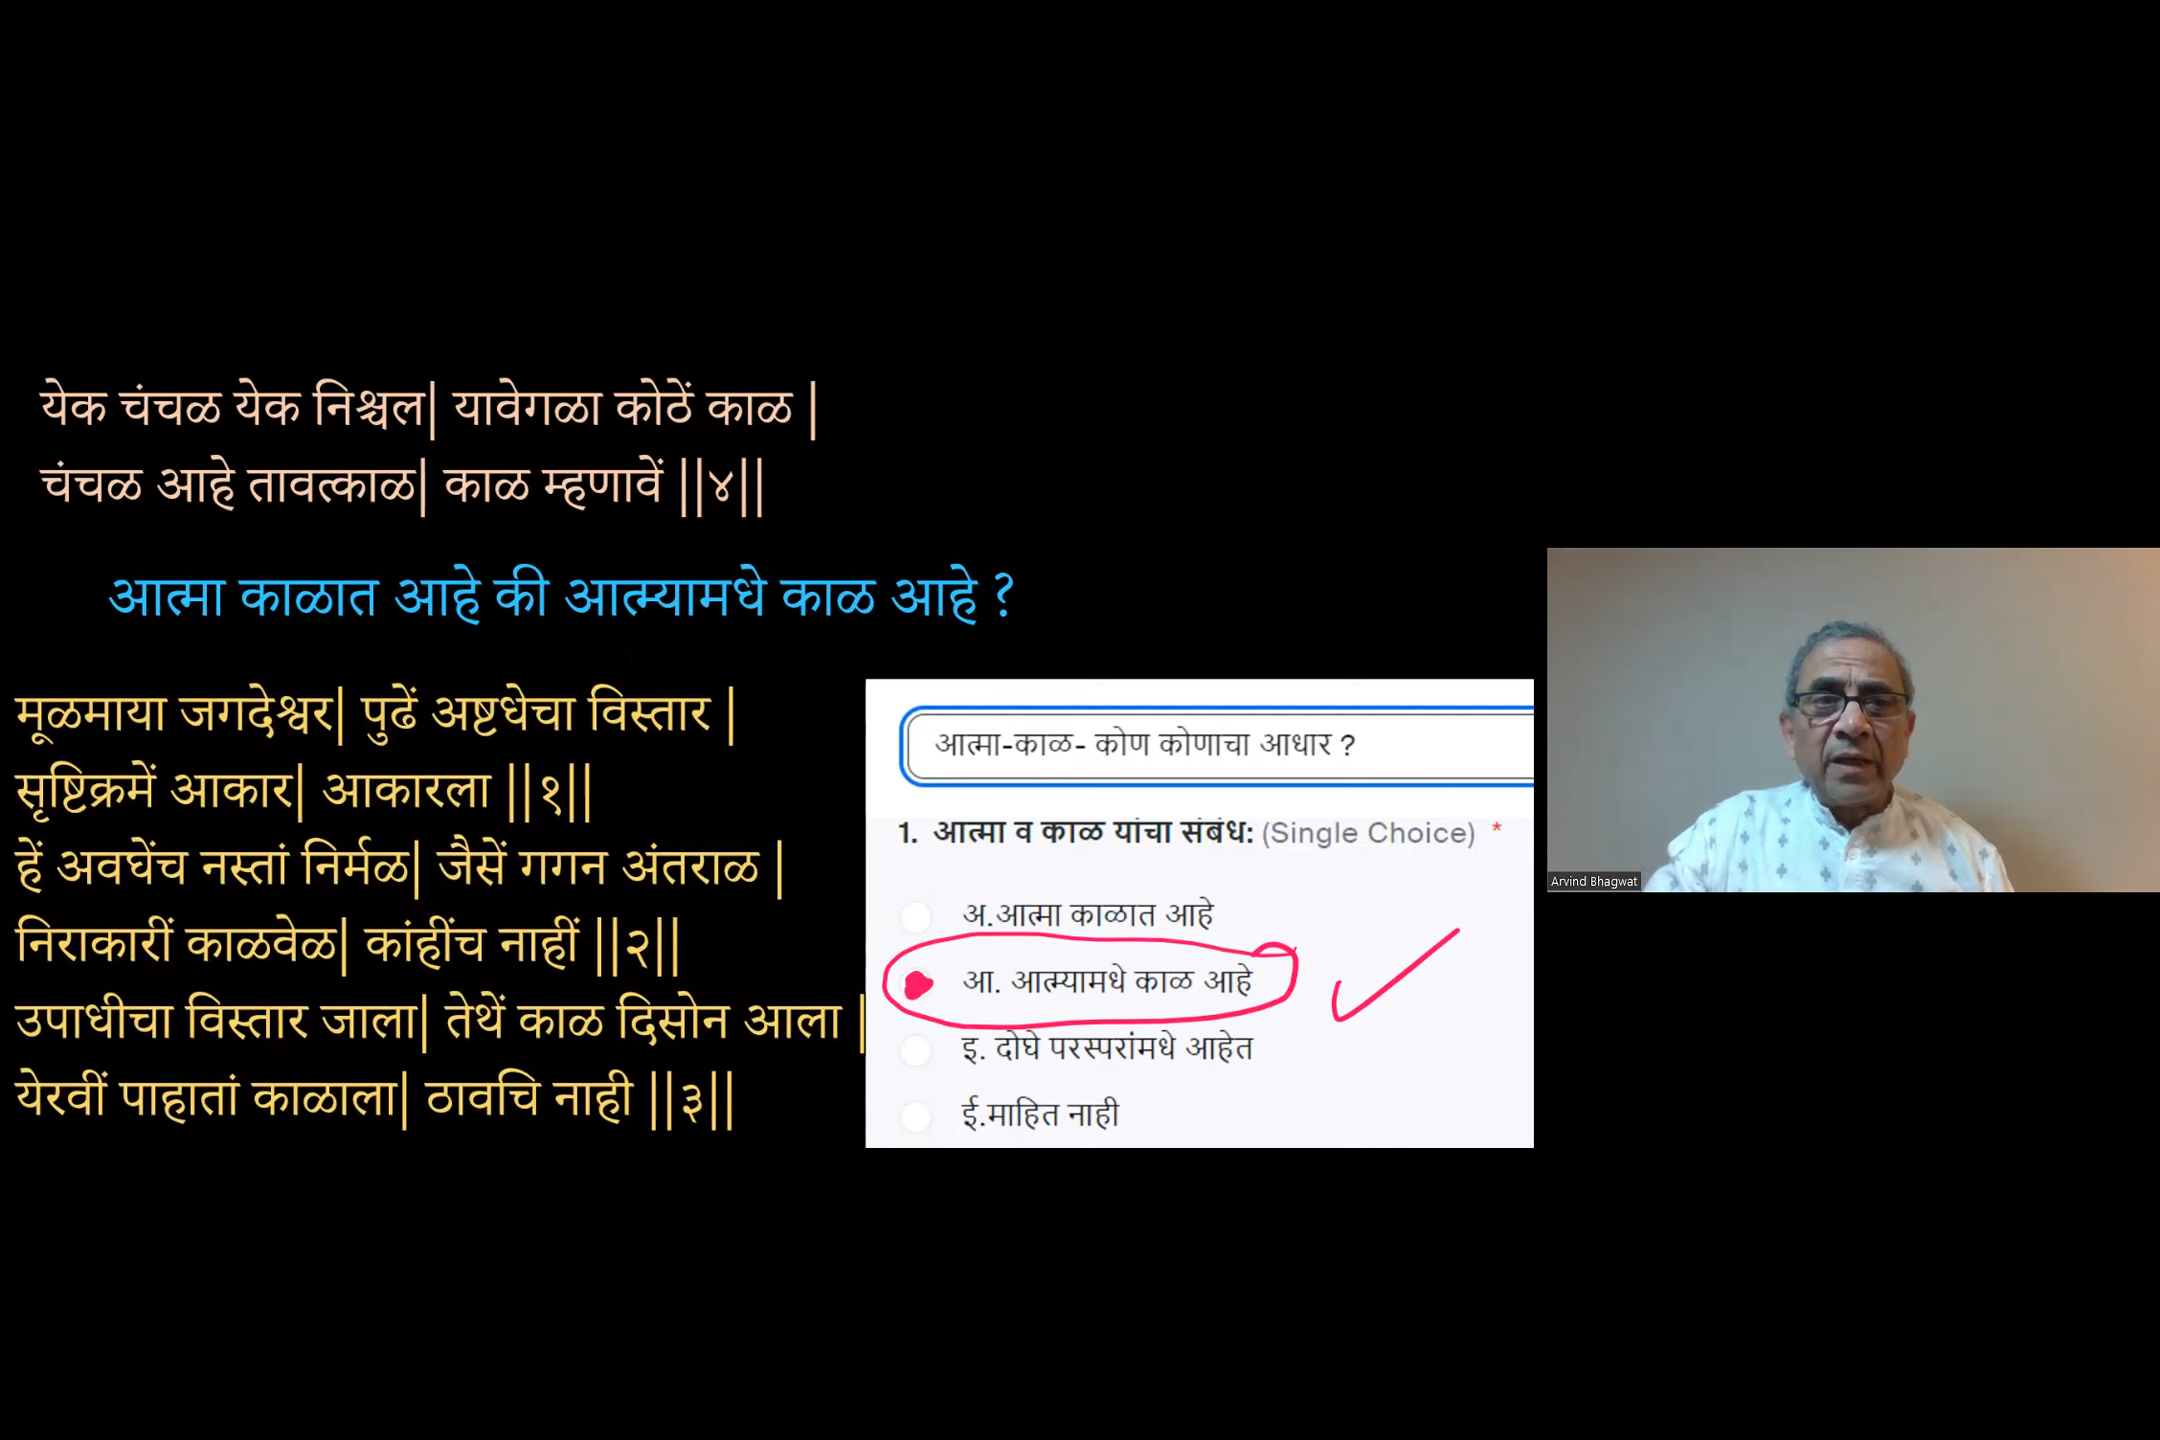 येक चंचळ येक निश्चल| यावेगळा कोठें काळ |
चंचळ आहे तावत्काळ| काळ म्हणावें ||४||
आत्मा काळात आहे की आत्म्यामधे काळ आहे ?
मूळमाया जगदेश्वर| पुढें अष्टधेचा विस्तार |
सृष्टिक्रमें आकार| आकारला ||१||
हें अवघेंच नस्तां निर्मळ| जैसें गगन अंतराळ |
निराकारीं काळवेळ| कांहींच नाहीं ||२||
उपाधीचा विस्तार जाला| तेथें काळ दिसोन आला |
येरवीं पाहातां काळाला| ठावचि नाही ||३||
आत्मा-काळ- कोण कोणाचा आधार ?
1. आत्मा व काळ यांचा संबंध: (Single Choice) *
अ.आत्मा काळात आहे
आ. आत्म्यामधे काळ आहे
इ. दोघे परस्परांमधे आहेत
ई.माहित नाही
Arvind Bhagwat